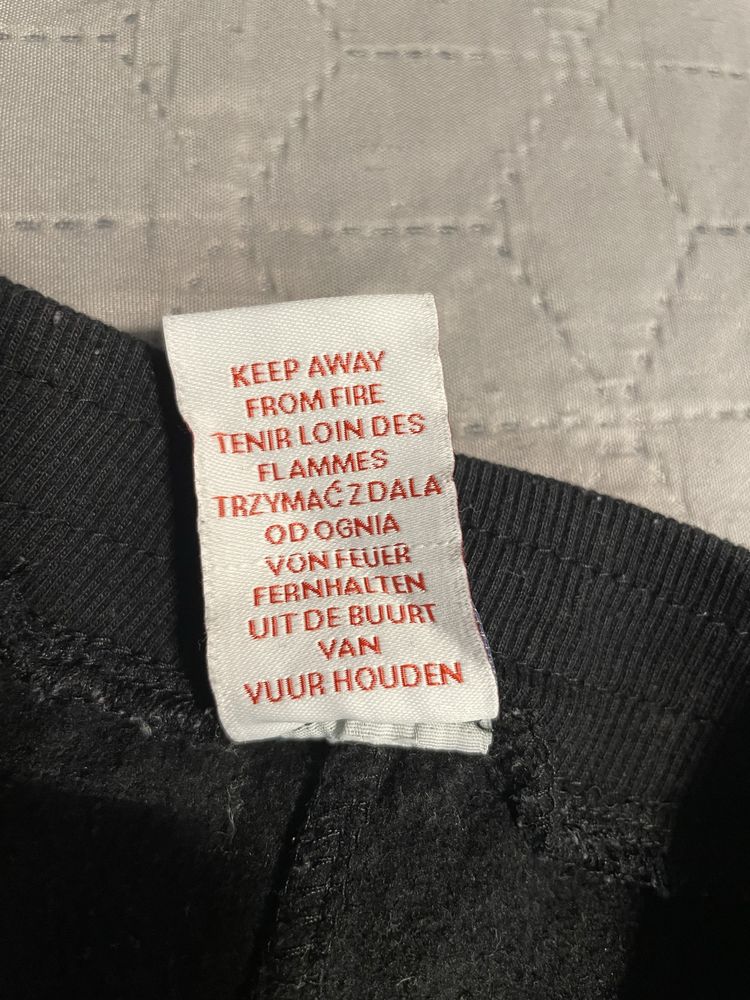 KEEP AWAY
FROM FIRE
TENIR LOIN DES
FLAMMES
TRZYMAĆ Z DALA
OD OGNIA
VON FEUER
FERNHALTEN
UIT DE BUURT
VAN
VUUR HOUDEN